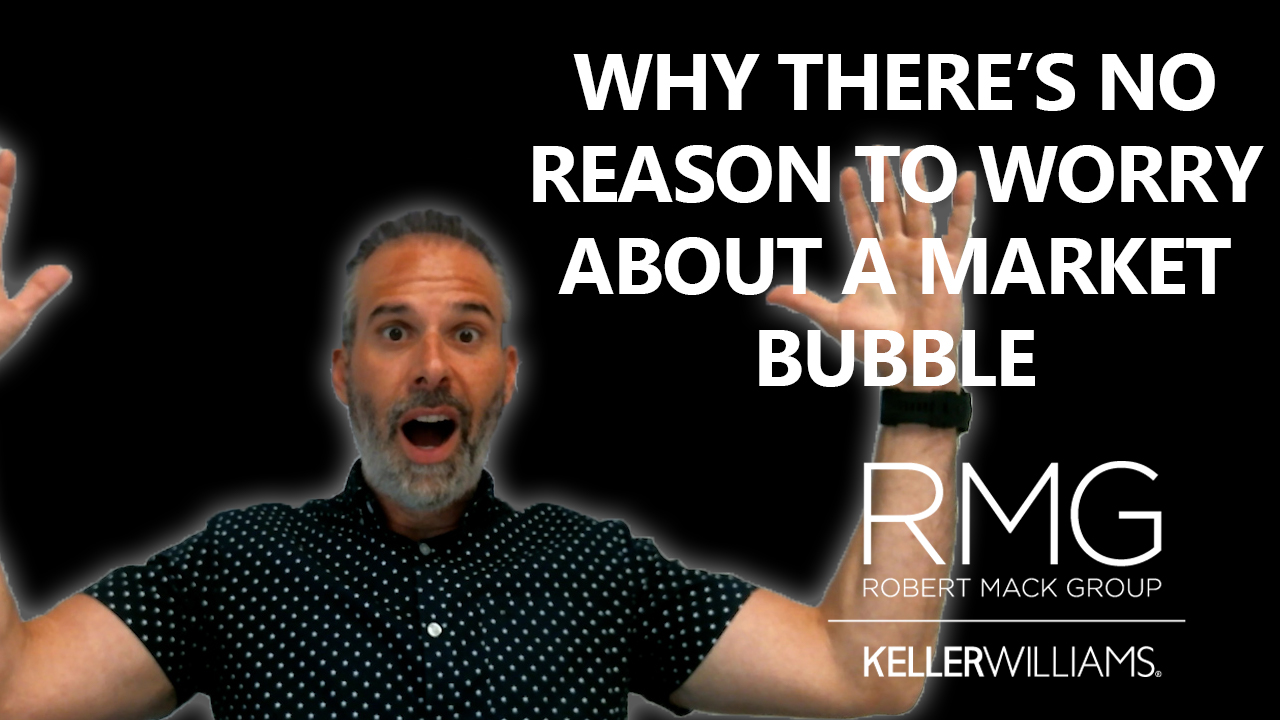 WHY THERE’S NO
REASON TO WORRY
ABOUT A MARKET
BUBBLE
RMG
ROBERT MACK GROUP
KELLERWILLIAMS®